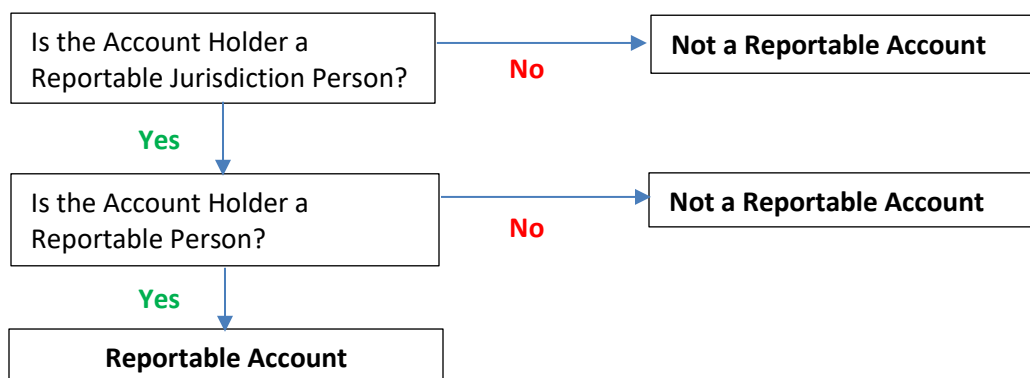 Is the Account Holder a
Reportable Jurisdiction Person?
No
Not a Reportable Account
Yes
Is the Account Holder a
Reportable Person?
No
Not a Reportable Account
Yes
Reportable Account